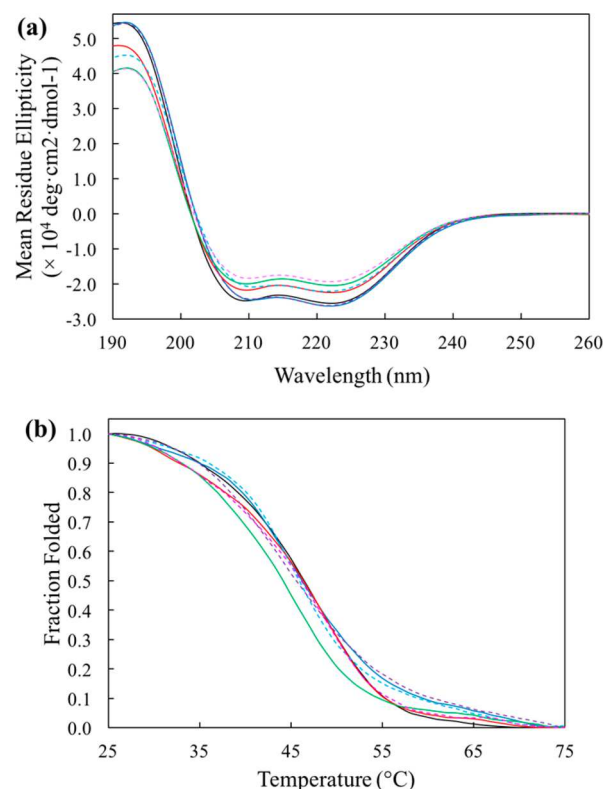 (a)
Mean Residue Ellipticity
(× 10⁴ deg·cm2·dmol-1)
5.0
4.0
3.0
2.0
1.0
0.0
-1.0
-2.0
-3.0
190 200 210 220 230 240 250 260
Wavelength (nm)
(b)
Fraction Folded
1.0
0.9
0.8
0.7
0.6
0.5
0.4
0.3
0.2
0.1
0.0
25 35 45 55 65 75
Temperature (°C)